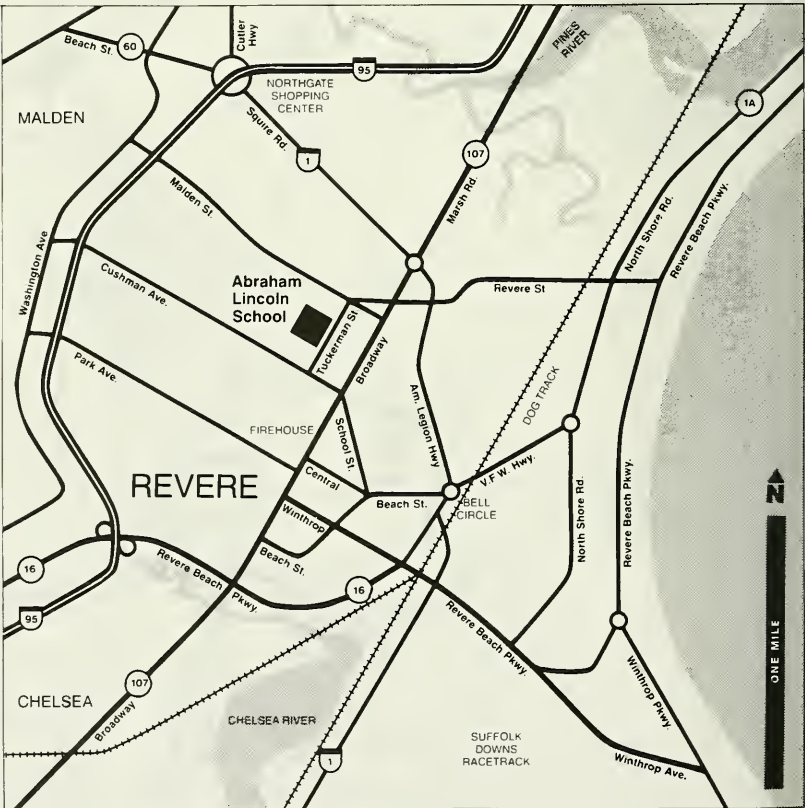 Beach St.
60
Cutler
Hwy
95
PINES
RIVER
1A
NORTHGATE
SHOPPING
CENTER
MALDEN
Squire Rd.
1
107
Marsh Rd.
Malden St.
North Shore Rd.
Revere Beach Pkwy.
Washington Ave
Cushman Ave.
Abraham
Lincoln
School
Revere St
Tuckerman St
Broadway
Park Ave.
DOG TRACK
Am. Legion Hwy
FIREHOUSE
School St.
Central
V.F.W. Hwy.
REVERE
Winthrop
Beach St.
BELL
CIRCLE
North Shore Rd.
Revere Beach Pkwy.
N
Beach St.
16
Revere Beach
Pkwy.
16
95
Revere Beach Pkwy.
ONE MILE
Winthrop Pkwy.
107
CHELSEA
Broadway
CHELSEA RIVER
SUFFOLK
DOWNS
RACETRACK
1
Winthrop Ave.